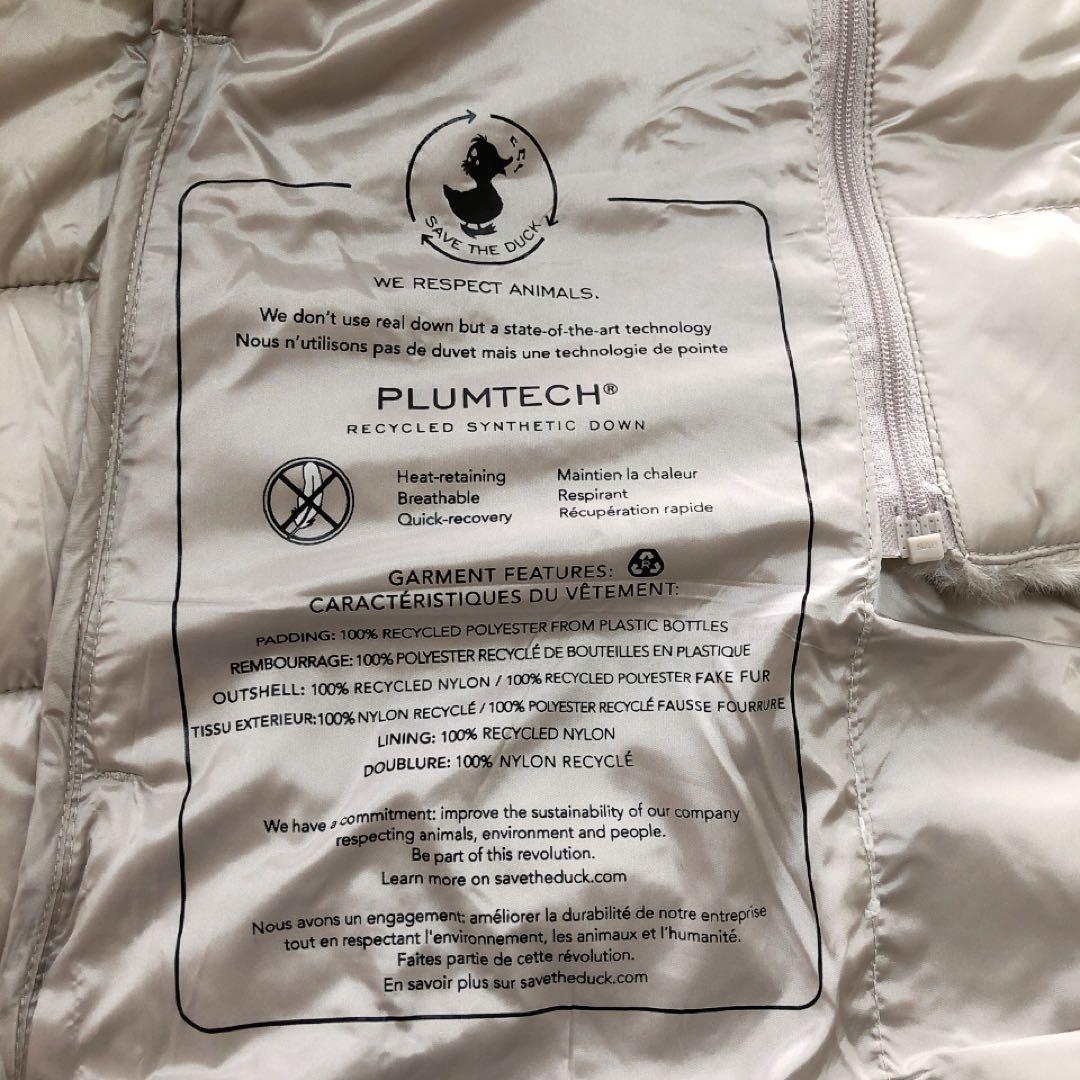 SAVE THE DUCK
WE RESPECT ANIMALS.
We don't use real down but a state-of-the-art technology
Nous n'utilisons pas de duvet mais une technologie de pointe
PLUMTECH®
RECYCLED SYNTHETIC DOWN
Heat-retaining Maintien la chaleur
Breathable Respirant
Quick-recovery Récupération rapide
GARMENT FEATURES: R
CARACTÉRISTIQUES DU VÊTEMENT:
PADDING: 100% RECYCLED POLYESTER FROM PLASTIC BOTTLES
REMBOURRAGE: 100% POLYESTER RECYCLÉ DE BOUTEILLES EN PLASTIQUE
OUTSHELL: 100% RECYCLED NYLON / 100% RECYCLED POLYESTER FAKE FUR
TISSU EXTERIEUR: 100% NYLON RECYCLÉ / 100% POLYESTER RECYCLÉ FAUSSE FOURRURE
LINING: 100% RECYCLED NYLON
DOUBLURE: 100% NYLON RECYCLÉ
We have a commitment: improve the sustainability of our company
respecting animals, environment and people.
Be part of this revolution.
Learn more on savetheduck.com
Nous avons un engagement: améliorer la durabilité de notre entreprise
tout en respectant l'environnement, les animaux et l'humanité.
Faites partie de cette révolution.
En savoir plus sur savetheduck.com